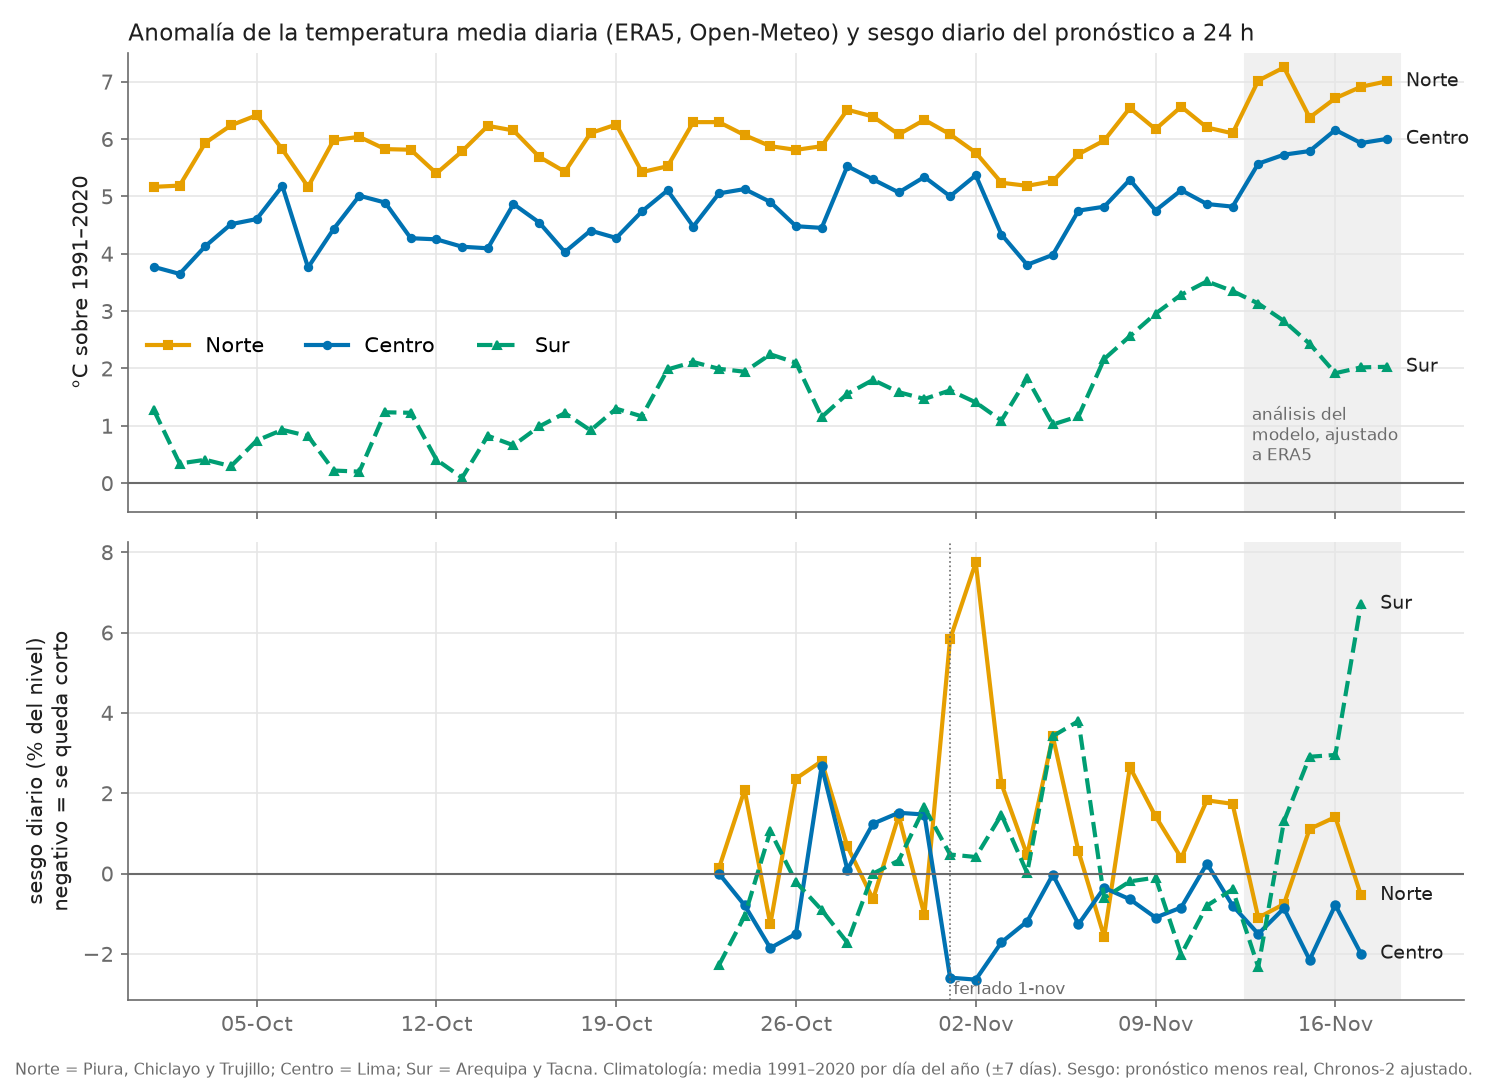 Anomalía de la temperatura media diaria (ERA5, Open-Meteo) y sesgo diario del pronóstico a 24 h
°C sobre 1991–2020
7
6
5
4
3
2
1
0
Norte
Centro
Sur
Norte
Centro
Sur
análisis del
modelo, ajustado
a ERA5
sesgo diario (% del nivel)
negativo = se queda corto
8
6
4
2
0
−2
Sur
Norte
Centro
feriado 1-nov
05-Oct
12-Oct
19-Oct
26-Oct
02-Nov
09-Nov
16-Nov
Norte = Piura, Chiclayo y Trujillo; Centro = Lima; Sur = Arequipa y Tacna. Climatología: media 1991–2020 por día del año (±7 días). Sesgo: pronóstico menos real, Chronos-2 ajustado.